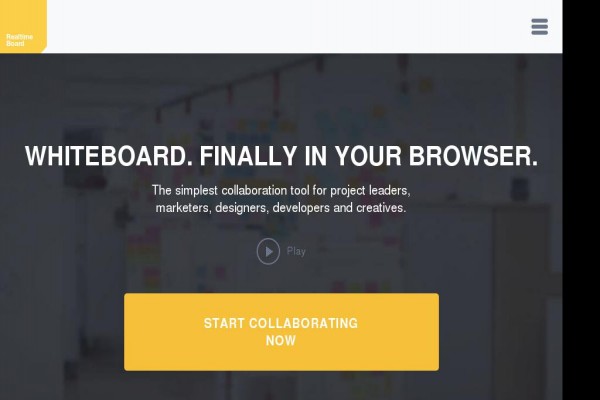 Realtime
Board
WHITEBOARD. FINALLY IN YOUR BROWSER.
The simplest collaboration tool for project leaders,
marketers, designers, developers and creatives.
Play
START COLLABORATING
NOW